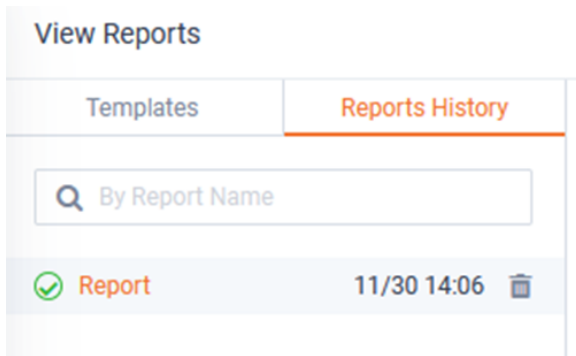 View Reports
Templates Reports History
By Report Name
Report 11/30 14:06